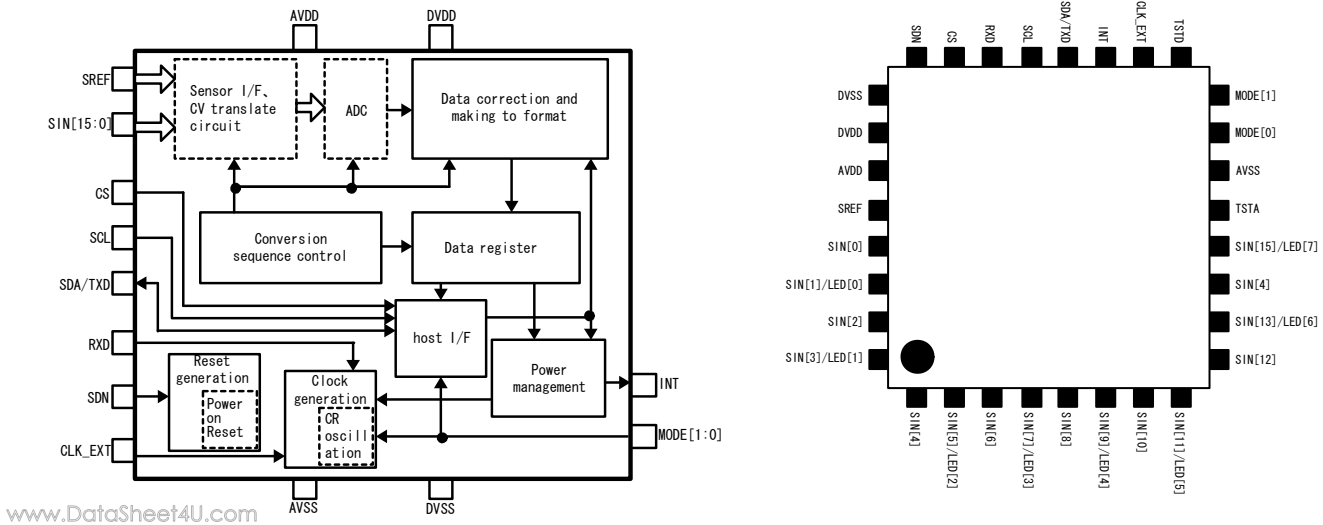 AVDD
DVDD
SREF
SIN[15:0]
Sensor I/F、
CV translate
circuit
ADC
Data correction and
making to format
CS
SCL
SDA/TXD
Conversion
sequence control
Data register
RXD
host I/F
SDN
Reset
generation
Power
on
Reset
Clock
generation
CR
oscill
ation
Power
management
INT
CLK_EXT
MODE[1:0]
AVSS
DVSS
www.DataSheet4U.com
SDN
CS
RXD
SCL
SDA/TXD
INT
CLK_EXT
TSTD
DVSS
DVDD
AVDD
SREF
SIN[0]
SIN[1]/LED[0]
SIN[2]
SIN[3]/LED[1]
MODE[1]
MODE[0]
AVSS
TSTA
SIN[15]/LED[7]
SIN[4]
SIN[13]/LED[6]
SIN[12]
SIN[4]
SIN[5]/LED[2]
SIN[6]
SIN[7]/LED[3]
SIN[8]
SIN[9]/LED[4]
SIN[10]
SIN[11]/LED[5]